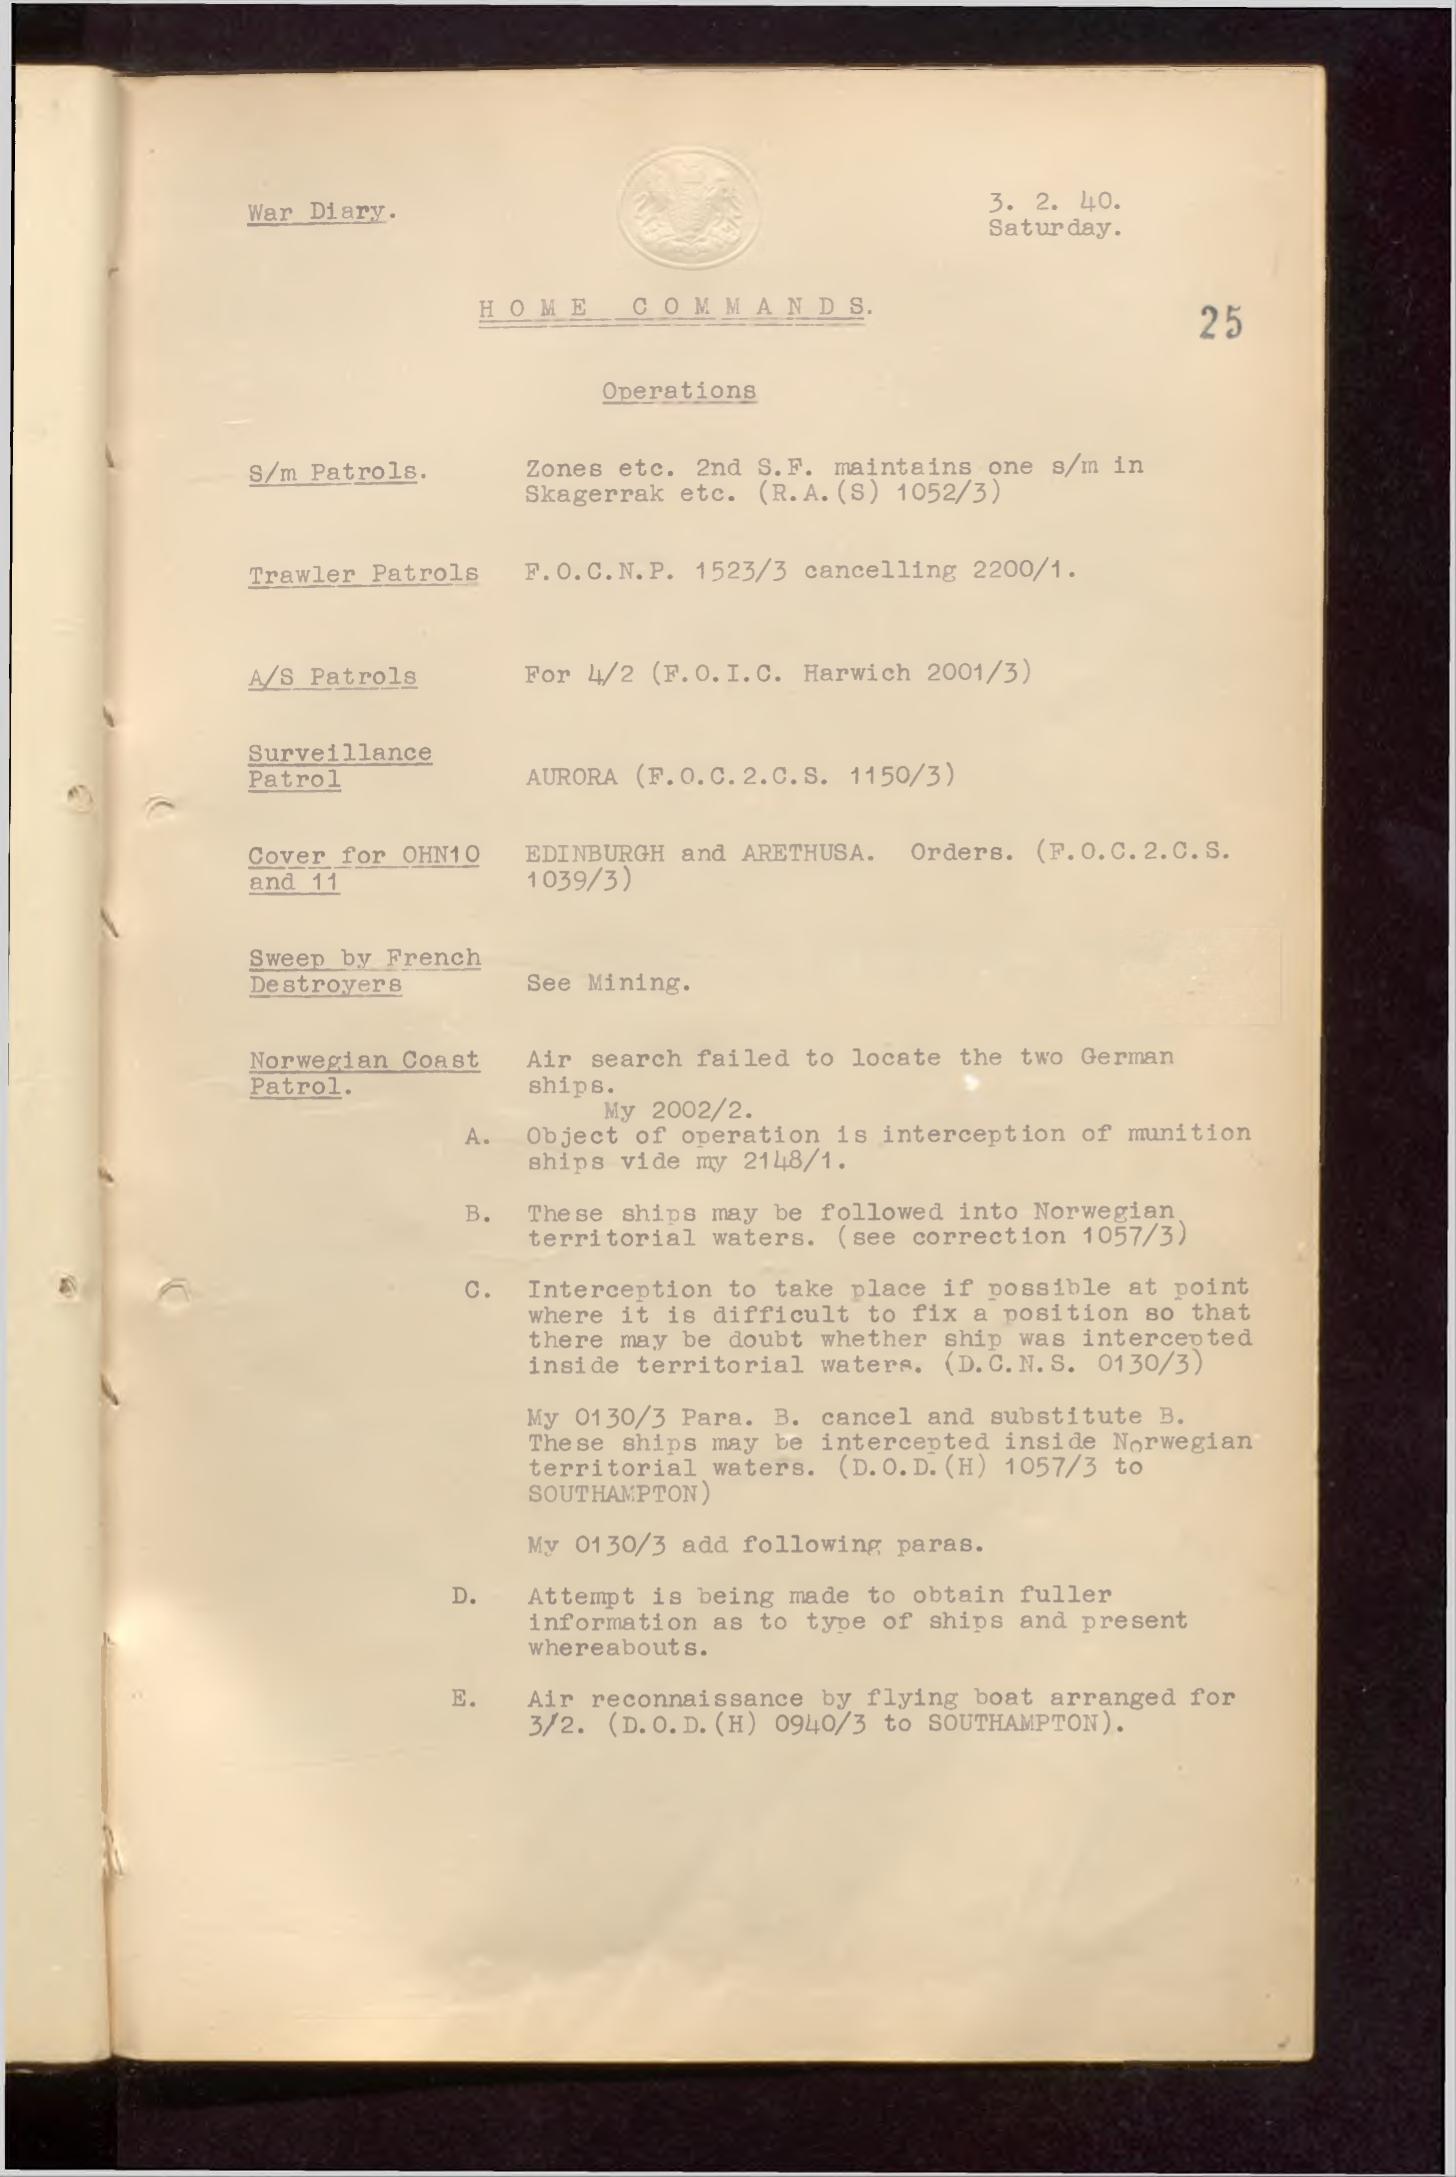 War Diary.
3. 2. 40.
Saturday.
HOME COMMANDS.
25
Operations
S/m Patrols.
Zones etc. 2nd S.F. maintains one s/m in
Skagerrak etc. (R.A.(S) 1052/3)
Trawler Patrols
F.O.C.N.P. 1523/3 cancelling 2200/1.
A/S Patrols
For 4/2 (F.O.I.C. Harwich 2001/3)
Surveillance
Patrol
AURORA (F.O.C.2.C.S. 1150/3)
Cover for OHN10
and 11
EDINBURGH and ARETHUSA. Orders. (F.O.C.2.C.S.
1039/3)
Sweep by French
Destroyers
See Mining.
Norwegian Coast
Patrol.
Air search failed to locate the two German
ships.
My 2002/2.
A. Object of operation is interception of munition
ships vide my 2148/1.
B. These ships may be followed into Norwegian
territorial waters. (see correction 1057/3)
C. Interception to take place if possible at point
where it is difficult to fix a position so that
there may be doubt whether ship was intercepted
inside territorial waters. (D.C.N.S. 0130/3)
My 0130/3 Para. B. cancel and substitute B.
These ships may be intercepted inside Norwegian
territorial waters. (D.O.D.(H) 1057/3 to
SOUTHAMPTON)
My 0130/3 add following paras.
D. Attempt is being made to obtain fuller
information as to type of ships and present
whereabouts.
E. Air reconnaissance by flying boat arranged for
3/2. (D.O.D.(H) 0940/3 to SOUTHAMPTON).